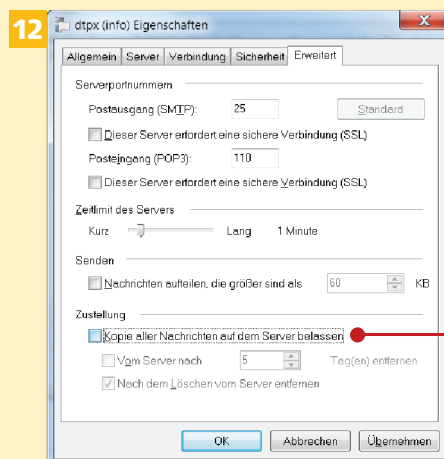 12
dtpx (info) Eigenschaften
Allgemein Server Verbindung Sicherheit Erweitert
Serverportnummern
Postausgang (SMTP): 25 Standard
Dieser Server erfordert eine sichere Verbindung (SSL)
Posteingang (POP3): 110
Dieser Server erfordert eine sichere Verbindung (SSL)
Zeitlimit des Servers
Kurz Lang 1 Minute
Senden
Nachrichten aufteilen, die größer sind als 60 KB
Zustellung
Kopie aller Nachrichten auf dem Server belassen
Vom Server nach 5 Tag(en) entfernen
Nach dem Löschen vom Server entfernen
OK Abbrechen Übernehmen